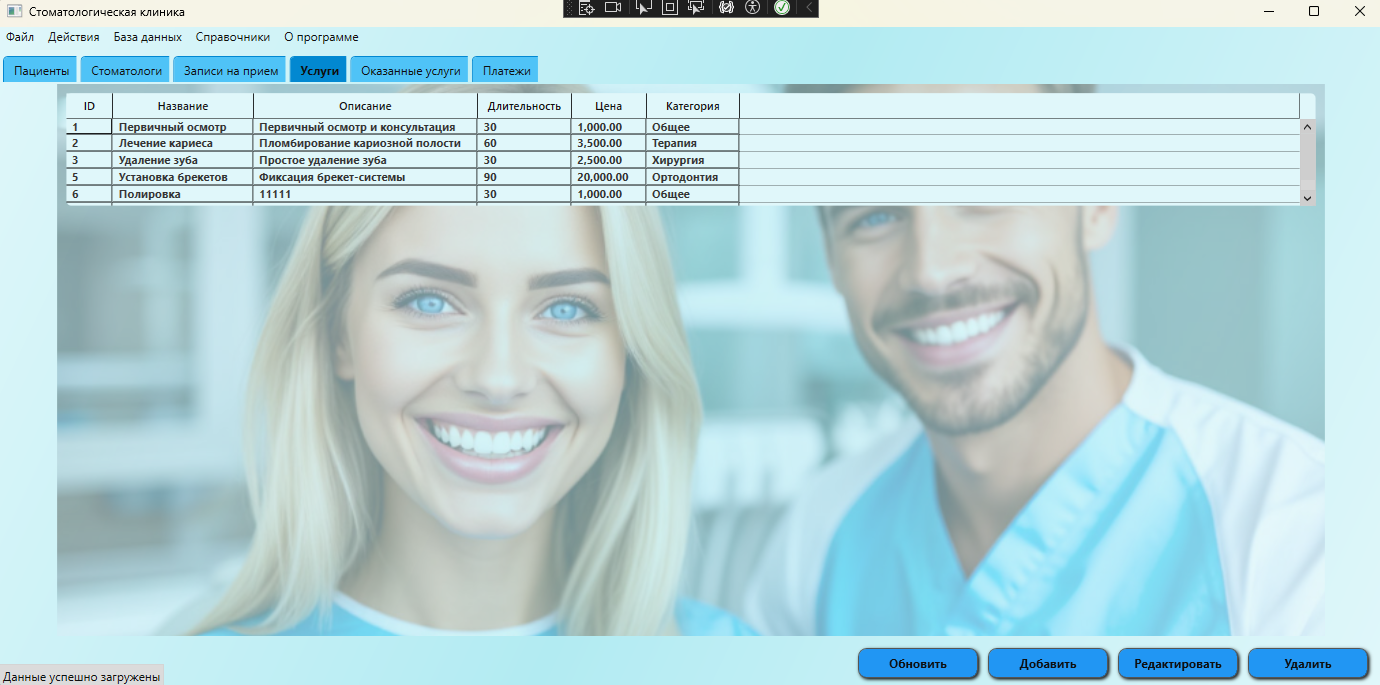 Стоматологическая клиника
Файл Действия База данных Справочники О программе
Пациенты Стоматологи Записи на прием Услуги Оказанные услуги Платежи
ID Название Описание Длительность Цена Категория
1 Первичный осмотр Первичный осмотр и консультация 30 1,000.00 Общее
2 Лечение кариеса Пломбирование кариозной полости 60 3,500.00 Терапия
3 Удаление зуба Простое удаление зуба 30 2,500.00 Хирургия
5 Установка брекетов Фиксация брекет-системы 90 20,000.00 Ортодонтия
6 Полировка 11111 30 1,000.00 Общее
Обновить Добавить Редактировать Удалить
Данные успешно загружены